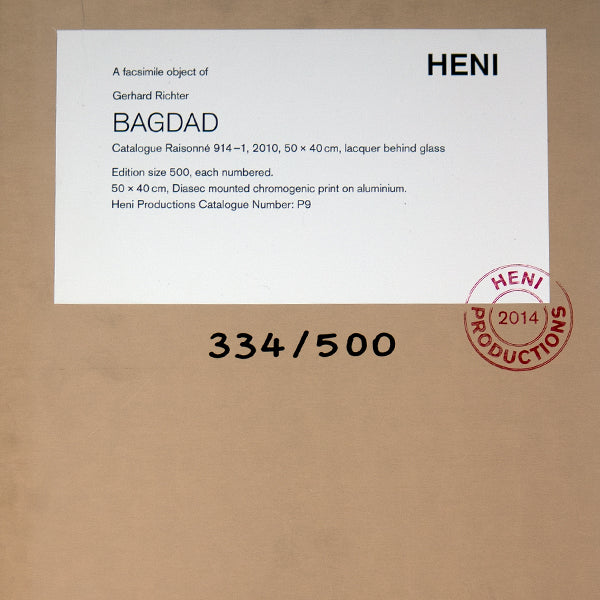 HENI
A facsimile object of
Gerhard Richter
BAGDAD
Catalogue Raisonné 914–1, 2010, 50 × 40 cm, lacquer behind glass
Edition size 500, each numbered.
50 × 40 cm, Diasec mounted chromogenic print on aluminium.
Heni Productions Catalogue Number: P9
HENI
2014
PRODUCTIONS
334/500